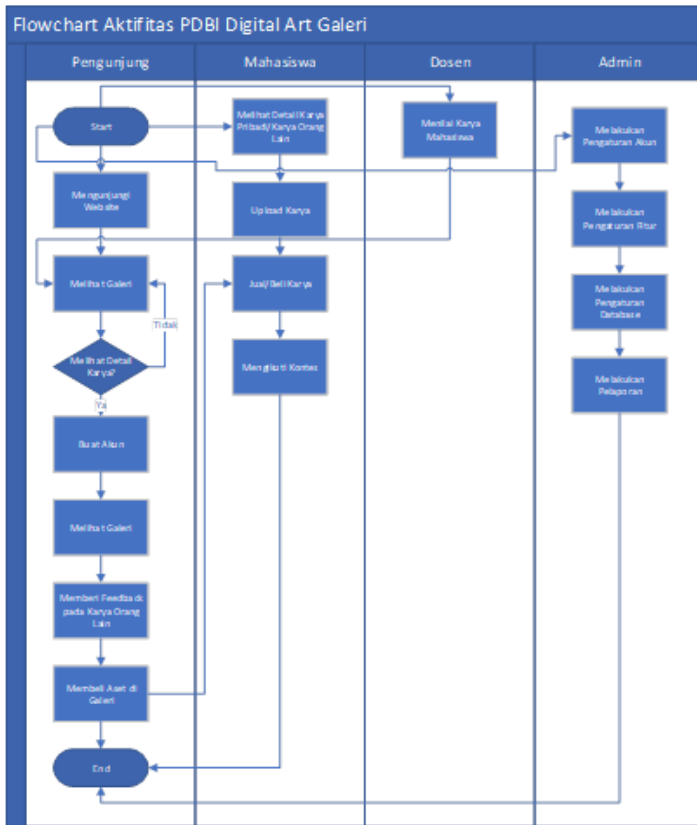 Flowchart Aktifitas PDBI Digital Art Galeri
Pengunjung
Mahasiswa
Dosen
Admin
Start
Mengunjungi
Website
Melihat Galeri
Tidak
Melihat Detail
Karya?
Ya
Buat Akun
Melihat Galeri
Memberi Feedback
pada Karya Orang
Lain
Membeli Aset di
Galeri
End
Melihat Detail Karya
Pribadi/Karya Orang
Lain
Upload Karya
Jual/Beli Karya
Mengikuti Kontes
Menilai Karya
Mahasiswa
Melakukan
Pengaturan Akun
Melakukan
Pengaturan Fitur
Melakukan
Pengaturan
Database
Melakukan
Pelaporan